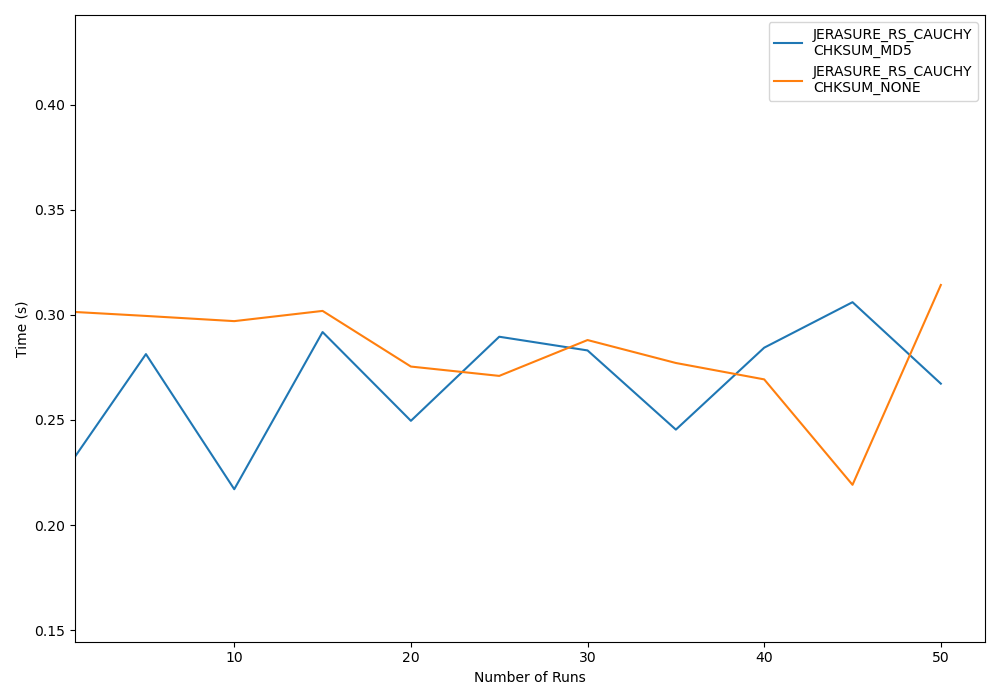 JERASURE_RS_CAUCHY
CHKSUM_MD5
JERASURE_RS_CAUCHY
CHKSUM_NONE
0.40
0.35
0.30
0.25
0.20
0.15
Time (s)
10
20
30
40
50
Number of Runs